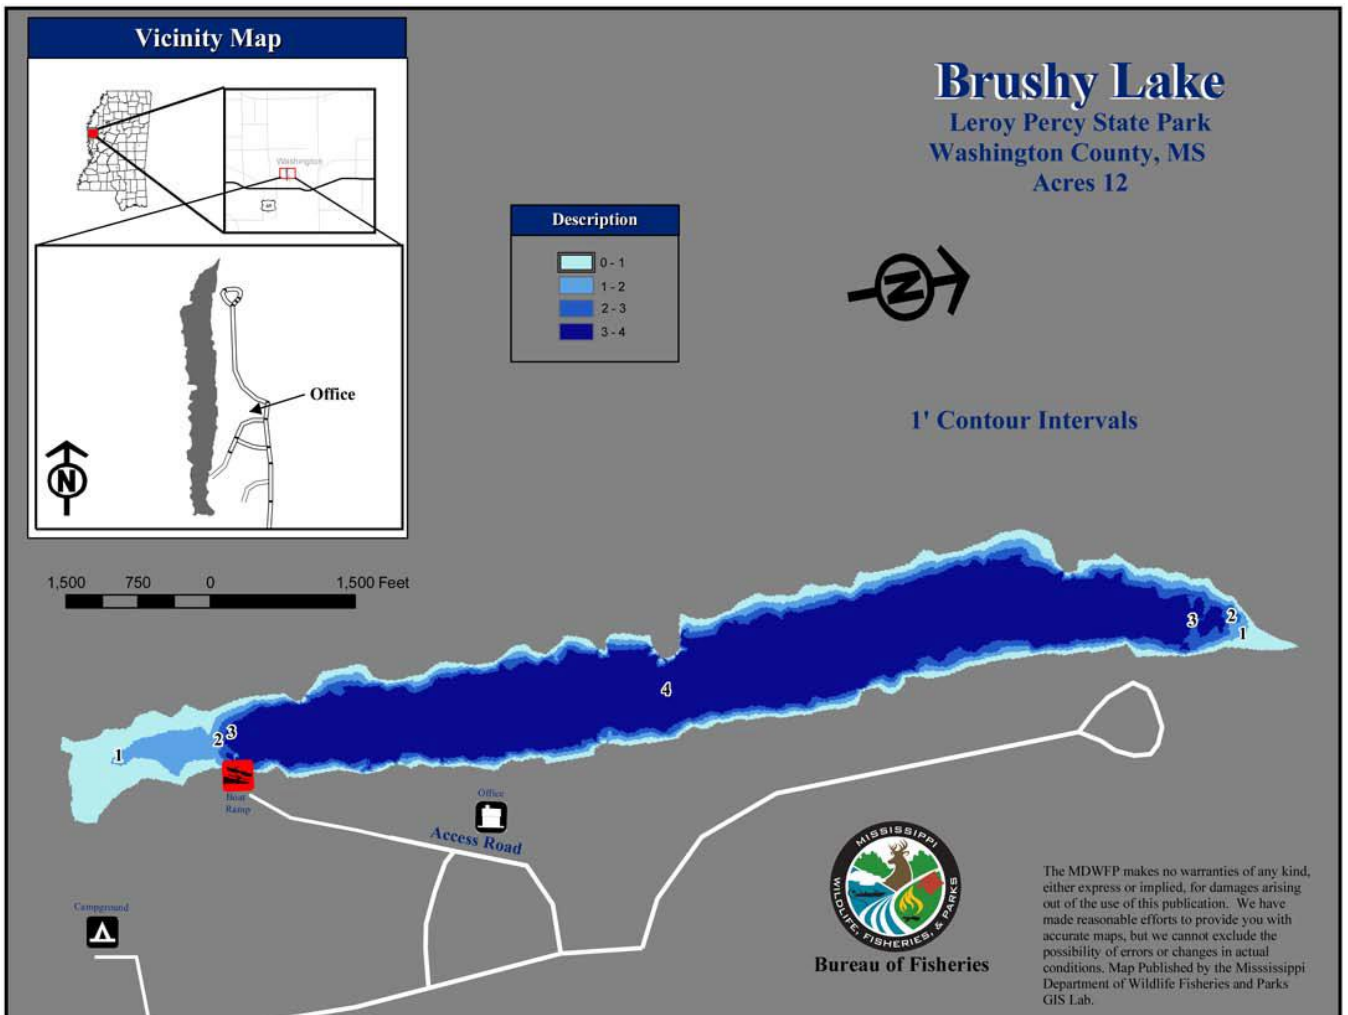 Vicinity Map
Washington
Office
N
Brushy Lake
Leroy Percy State Park
Washington County, MS
Acres 12
Description
0 - 1
1 - 2
2 - 3
3 - 4
N
1' Contour Intervals
1,500 750 0 1,500 Feet
1
2
3
4
3
2
1
Boat
Ramp
Office
Access Road
Campground
MISSISSIPPI
WILDLIFE, FISHERIES, & PARKS
Bureau of Fisheries
The MDWFP makes no warranties of any kind,
either express or implied, for damages arising
out of the use of this publication. We have
made reasonable efforts to provide you with
accurate maps, but we cannot exclude the
possibility of errors or changes in actual
conditions. Map Published by the Misssissippi
Department of Wildlife Fisheries and Parks
GIS Lab.